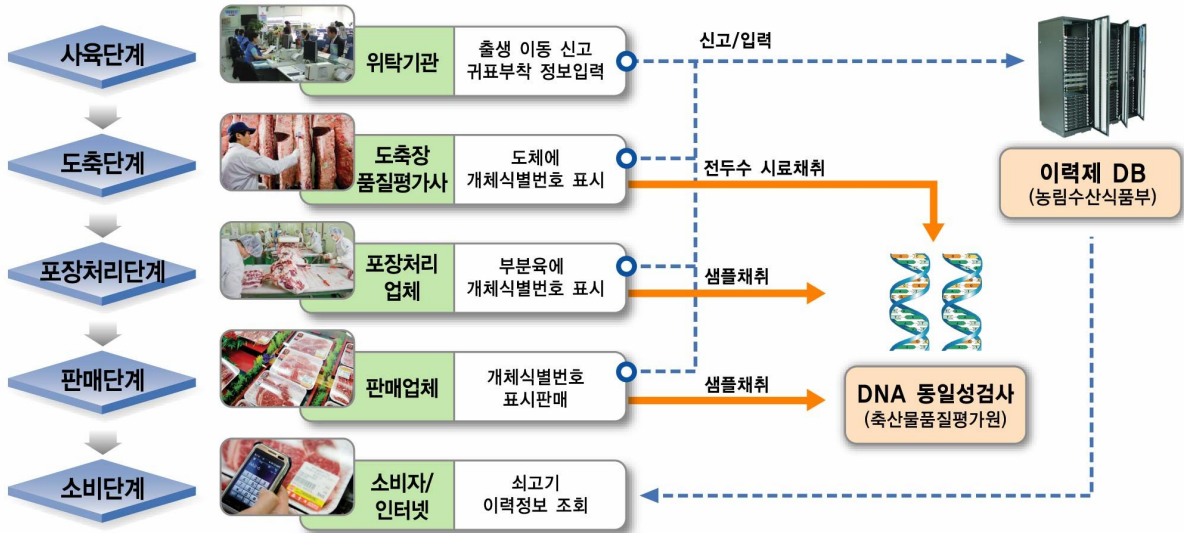 사육단계
위탁기관
출생 이동 신고
귀표부착 정보입력
신고/입력
도축단계
도축장
품질평가사
도체에
개체식별번호 표시
전두수 시료채취
이력제 DB
(농림수산식품부)
포장처리단계
포장처리
업체
부분육에
개체식별번호 표시
샘플채취
판매단계
판매업체
개체식별번호
표시판매
샘플채취
DNA 동일성검사
(축산물품질평가원)
소비단계
소비자/
인터넷
쇠고기
이력정보 조회